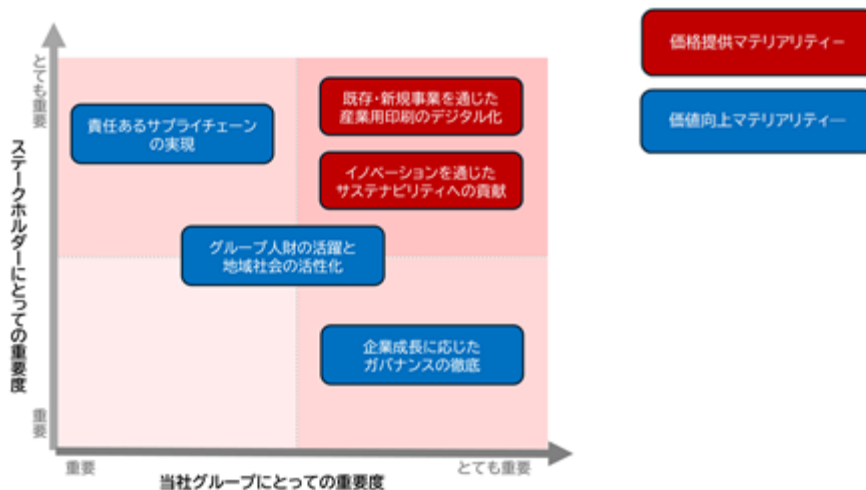 とても重要
ステークホルダーにとっての重要度
重要
責任あるサプライチェーン
の実現
既存・新規事業を通じた
産業用印刷のデジタル化
イノベーションを通じた
サステナビリティへの貢献
グループ人財の活躍と
地域社会の活性化
企業成長に応じた
ガバナンスの徹底
重要
とても重要
当社グループにとっての重要度
価格提供マテリアリティー
価値向上マテリアリティ―